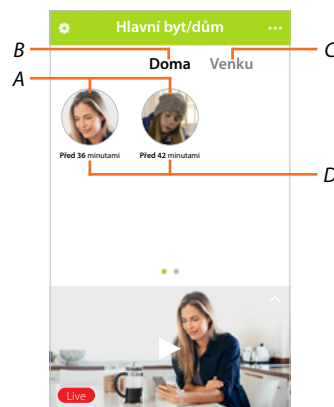 Hlavní byt/dům
B
C
Doma Venku
A
Před 36 minutami Před 42 minutami
D
Live